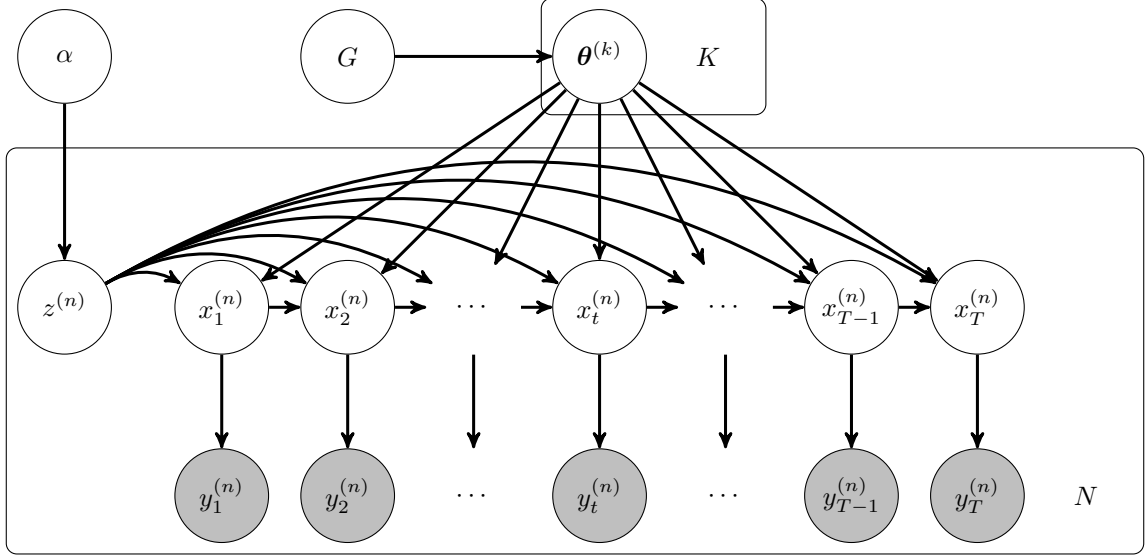 α G θ^(k) K
z^(n) x_1^(n) x_2^(n) ⋯ x_t^(n) ⋯ x_{T−1}^(n) x_T^(n)
y_1^(n) y_2^(n) ⋯ y_t^(n) ⋯ y_{T−1}^(n) y_T^(n) N